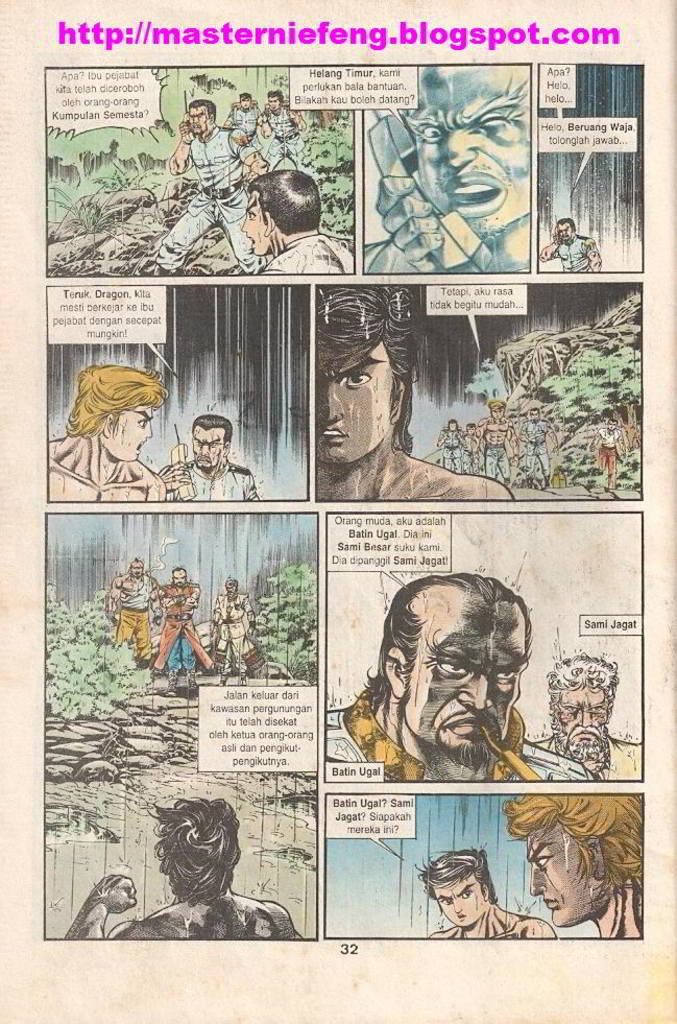 http://masterniefeng.blogspot.com
Apa? Ibu pejabat
kita telah diceroboh
oleh orang-orang
Kumpulan Semesta?
Helang Timur, kami
perlukan bala bantuan.
Bilakah kau boleh datang?
Apa?
Helo,
helo...
Helo, Beruang Waja,
tolonglah jawab...
Teruk. Dragon, kita
mesti berkejar ke ibu
pejabat dengan secepat
mungkin!
Tetapi, aku rasa
tidak begitu mudah...
Jalan keluar dari
kawasan pergunungan
itu telah disekat
oleh ketua orang-orang
asli dan pengikut-
pengikutnya.
Orang muda, aku adalah
Batin Ugal. Dia ini
Sami Besar suku kami.
Dia dipanggil Sami Jagat!
Sami Jagat
Batin Ugal
Batin Ugal? Sami
Jagat? Siapakah
mereka ini?
32